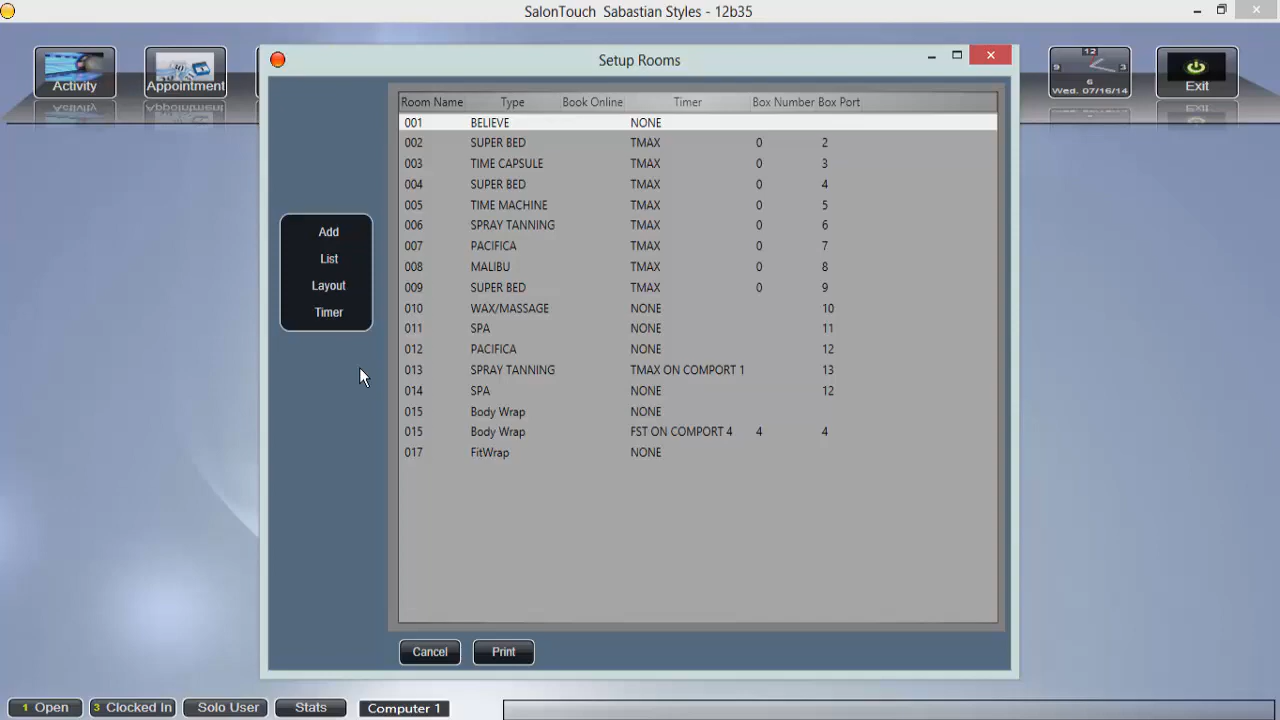 SalonTouch  Sabastian Styles - 12b35
Activity
Appointment
12
9 3
6
Wed. 07/16/14
Exit
Setup Rooms
Add
List
Layout
Timer
Room Name Type Book Online Timer Box Number Box Port
001 BELIEVE NONE
002 SUPER BED TMAX 0 2
003 TIME CAPSULE TMAX 0 3
004 SUPER BED TMAX 0 4
005 TIME MACHINE TMAX 0 5
006 SPRAY TANNING TMAX 0 6
007 PACIFICA TMAX 0 7
008 MALIBU TMAX 0 8
009 SUPER BED TMAX 0 9
010 WAX/MASSAGE NONE 10
011 SPA NONE 11
012 PACIFICA NONE 12
013 SPRAY TANNING TMAX ON COMPORT 1 13
014 SPA NONE 12
015 Body Wrap NONE
015 Body Wrap FST ON COMPORT 4 4 4
017 FitWrap NONE
Cancel Print
1 Open 3 Clocked In Solo User Stats Computer 1